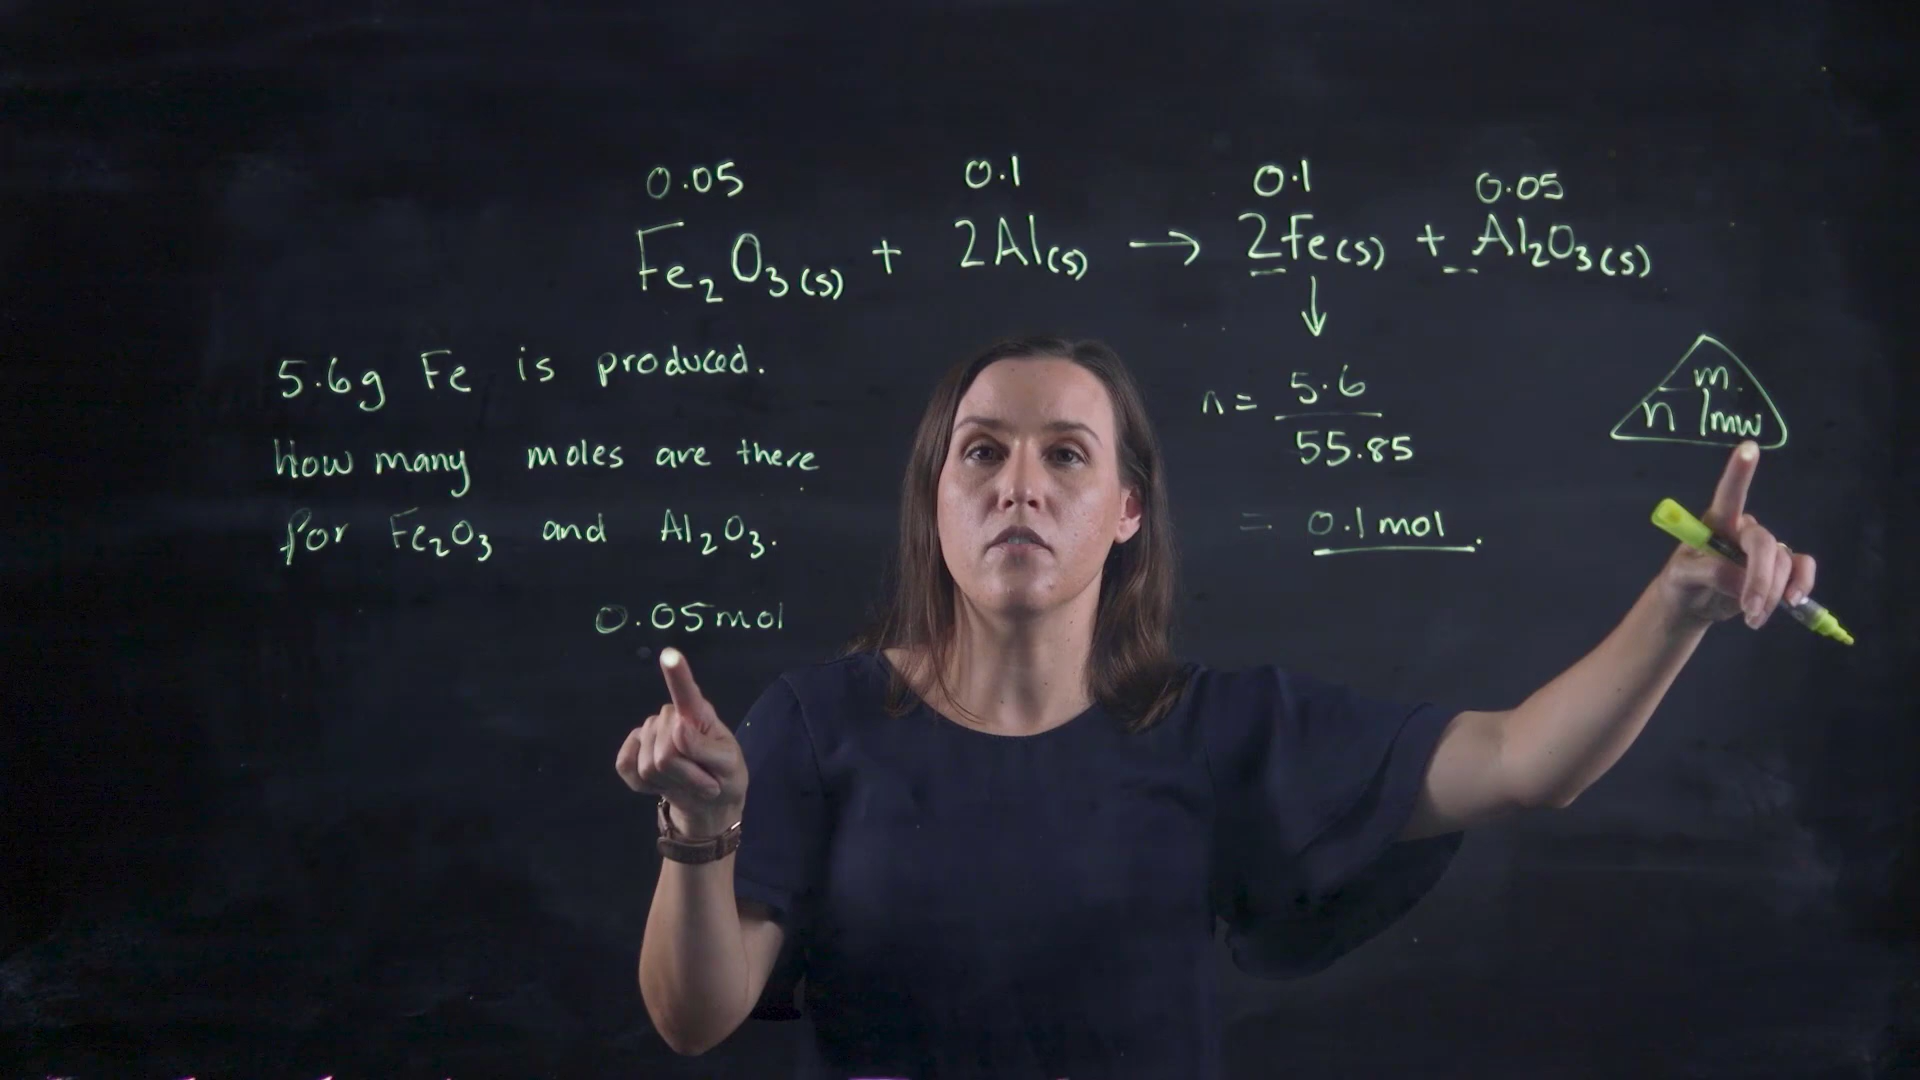 0.05 0.1 0.1 0.05
Fe₂O₃(s) + 2Al(s) → 2Fe(s) + Al₂O₃(s)
5.6g Fe is produced.
How many moles are there
for Fe₂O₃ and Al₂O₃.
0.05mol
n = 5.6
55.85
= 0.1 mol.
m
n mw